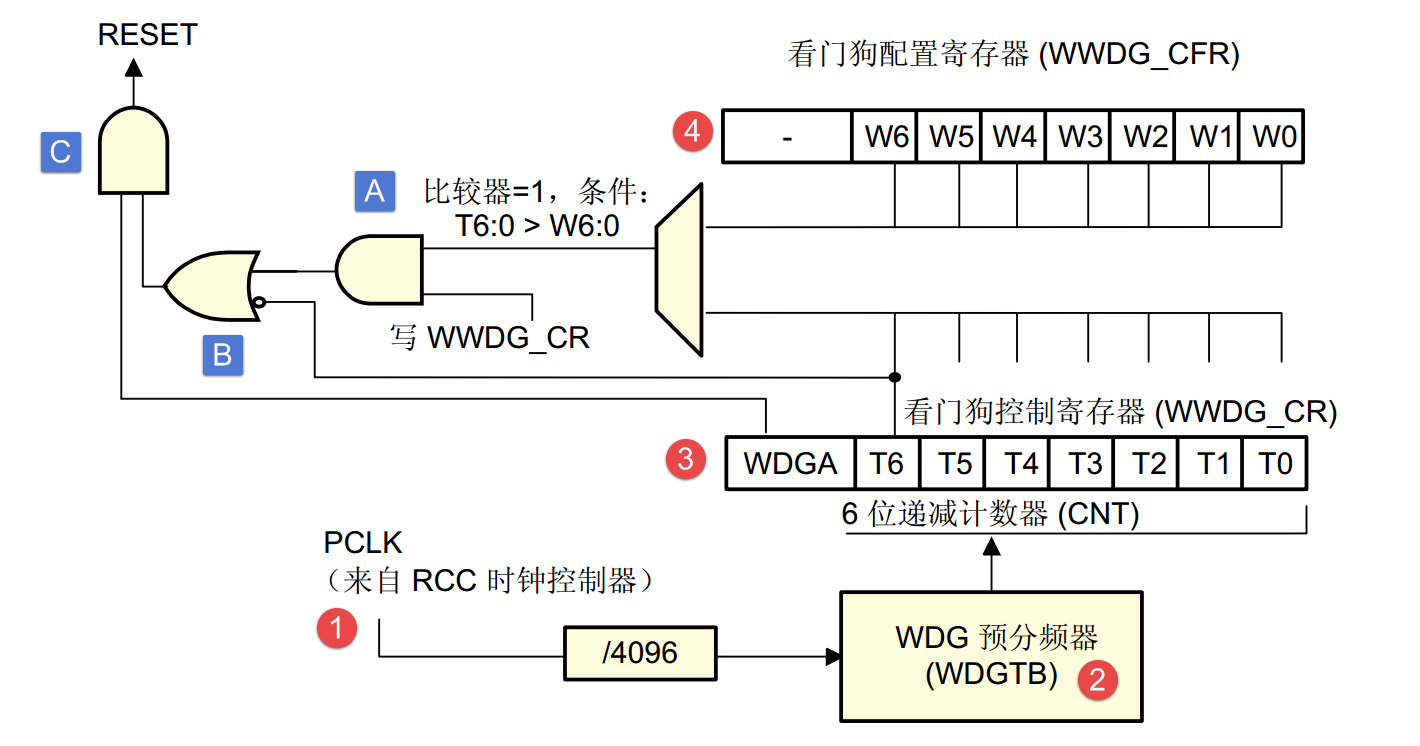 RESET
看门狗配置寄存器 (WWDG_CFR)
C
4
- W6 W5 W4 W3 W2 W1 W0
A
比较器=1，条件：
T6:0 > W6:0
写 WWDG_CR
B
看门狗控制寄存器 (WWDG_CR)
3
WDGA T6 T5 T4 T3 T2 T1 T0
6 位递减计数器 (CNT)
PCLK
（来自 RCC 时钟控制器）
1
/4096
WDG 预分频器
(WDGTB)
2